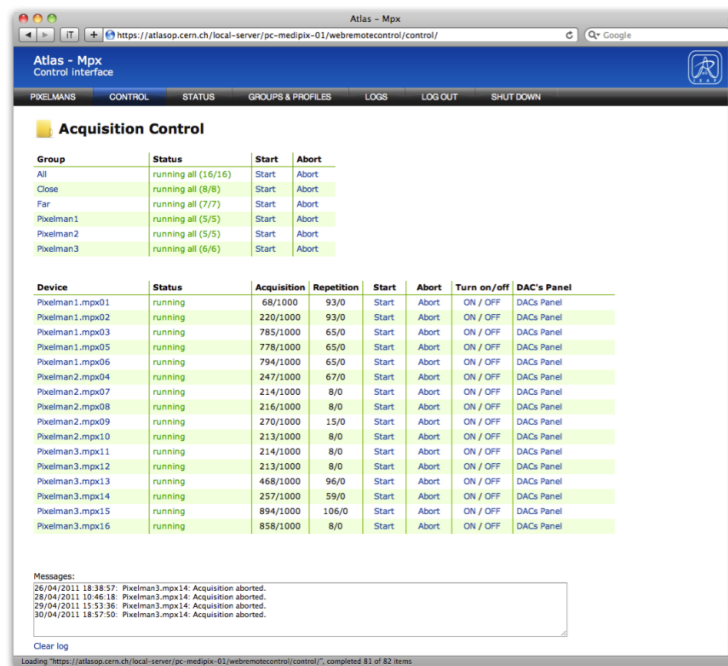 Atlas - Mpx
iT + https://atlasop.cern.ch/local-server/pc-medipix-01/webremotecontrol/control/ Google
Atlas - Mpx
Control interface
PIXELMANS CONTROL STATUS GROUPS & PROFILES LOGS LOG OUT SHUT DOWN
Acquisition Control
Group Status Start Abort
All running all (16/16) Start Abort
Close running all (8/8) Start Abort
Far running all (7/7) Start Abort
Pixelman1 running all (5/5) Start Abort
Pixelman2 running all (5/5) Start Abort
Pixelman3 running all (6/6) Start Abort
Device Status Acquisition Repetition Start Abort Turn on/off DAC's Panel
Pixelman1.mpx01 running 68/1000 93/0 Start Abort ON / OFF DACs Panel
Pixelman1.mpx02 running 220/1000 93/0 Start Abort ON / OFF DACs Panel
Pixelman1.mpx03 running 785/1000 65/0 Start Abort ON / OFF DACs Panel
Pixelman1.mpx05 running 778/1000 65/0 Start Abort ON / OFF DACs Panel
Pixelman1.mpx06 running 794/1000 65/0 Start Abort ON / OFF DACs Panel
Pixelman2.mpx04 running 247/1000 67/0 Start Abort ON / OFF DACs Panel
Pixelman2.mpx07 running 214/1000 8/0 Start Abort ON / OFF DACs Panel
Pixelman2.mpx08 running 216/1000 8/0 Start Abort ON / OFF DACs Panel
Pixelman2.mpx09 running 270/1000 15/0 Start Abort ON / OFF DACs Panel
Pixelman2.mpx10 running 213/1000 8/0 Start Abort ON / OFF DACs Panel
Pixelman3.mpx11 running 214/1000 8/0 Start Abort ON / OFF DACs Panel
Pixelman3.mpx12 running 213/1000 8/0 Start Abort ON / OFF DACs Panel
Pixelman3.mpx13 running 468/1000 96/0 Start Abort ON / OFF DACs Panel
Pixelman3.mpx14 running 257/1000 59/0 Start Abort ON / OFF DACs Panel
Pixelman3.mpx15 running 894/1000 106/0 Start Abort ON / OFF DACs Panel
Pixelman3.mpx16 running 858/1000 8/0 Start Abort ON / OFF DACs Panel
Messages:
26/04/2011 18:38:57: Pixelman3.mpx14: Acquisition aborted.
28/04/2011 10:46:18: Pixelman3.mpx14: Acquisition aborted.
29/04/2011 15:53:36: Pixelman3.mpx14: Acquisition aborted.
30/04/2011 18:57:50: Pixelman3.mpx14: Acquisition aborted.
Clear log
Loading "https://atlasop.cern.ch/local-server/pc-medipix-01/webremotecontrol/control/", completed 81 of 82 items